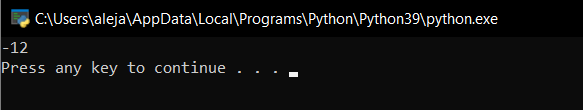 C:\Users\aleja\AppData\Local\Programs\Python\Python39\python.exe
-12
Press any key to continue . . .